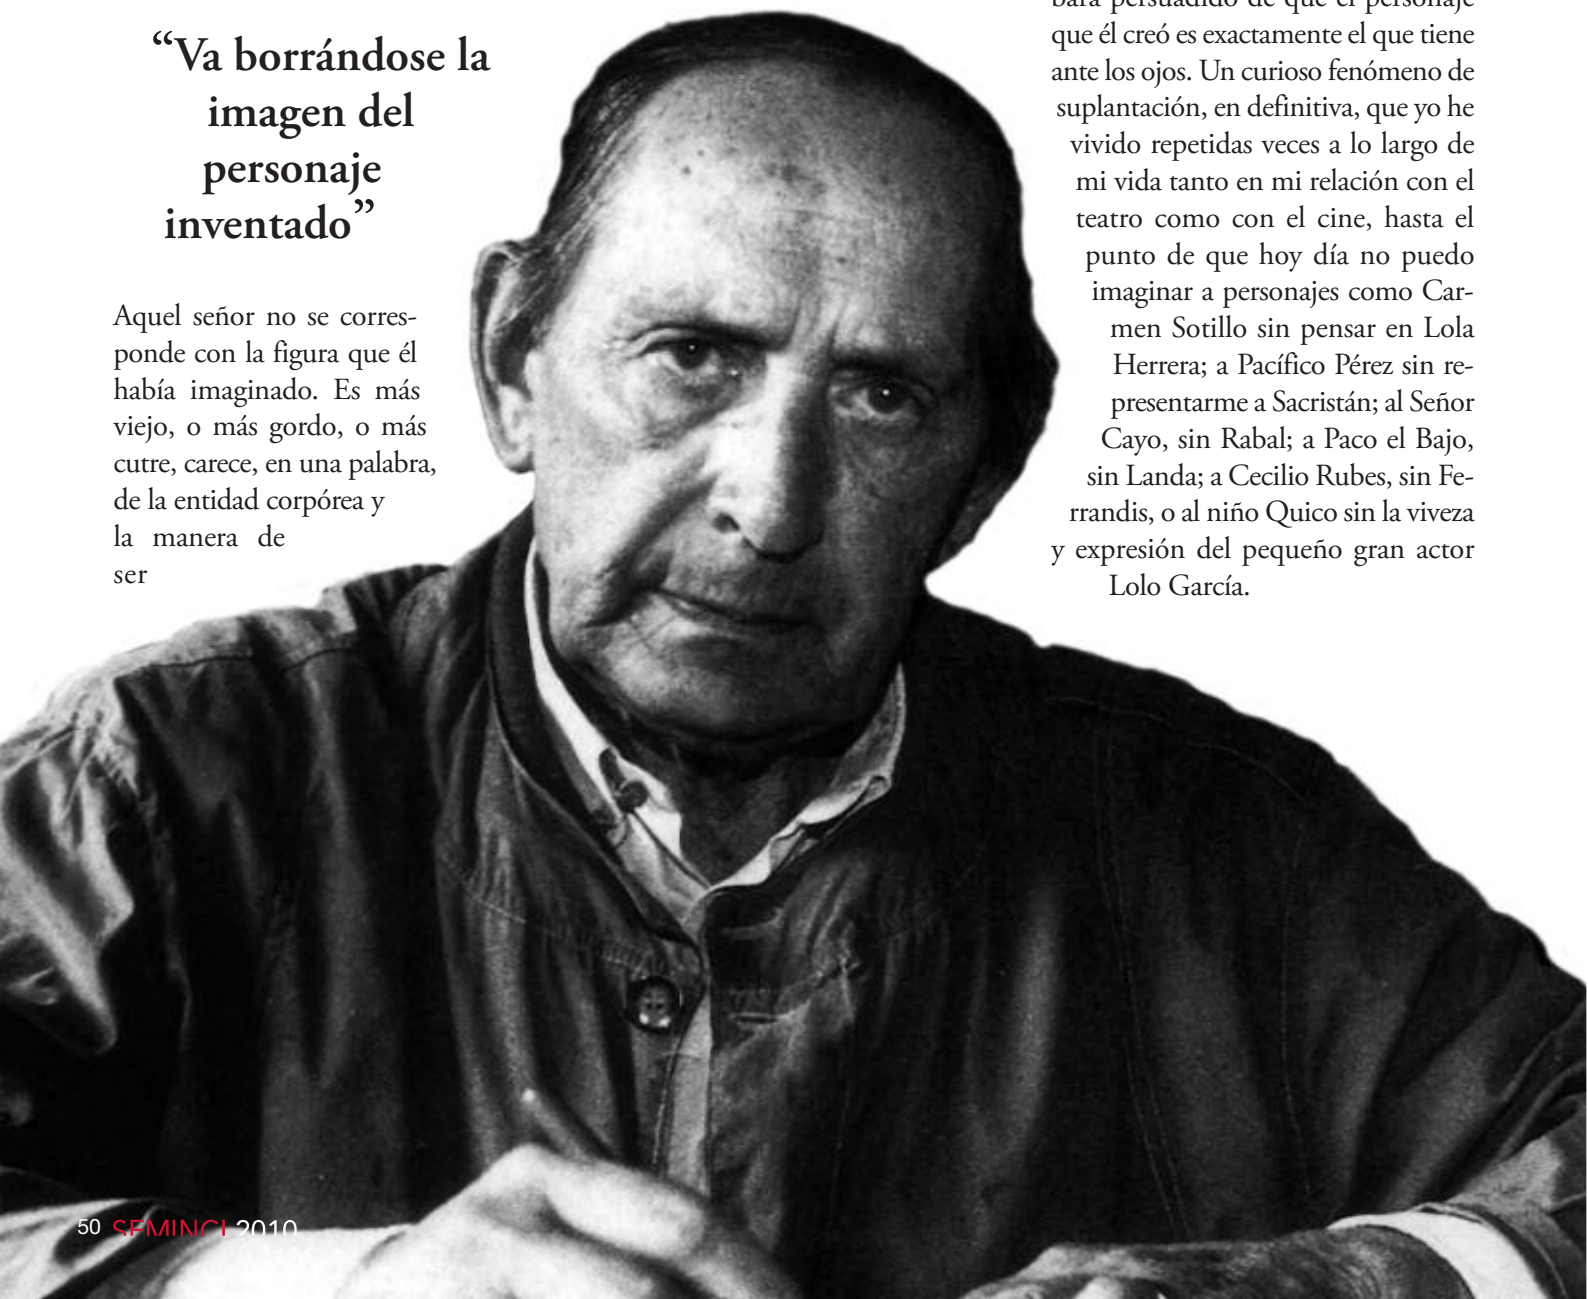 “Va borrándose la
imagen del
personaje
inventado”
Aquel señor no se corres-
ponde con la figura que él
había imaginado. Es más
viejo, o más gordo, o más
cutre, carece, en una palabra,
de la entidad corpórea y
la manera de
ser
bará persuadido de que el personaje
que él creó es exactamente el que tiene
ante los ojos. Un curioso fenómeno de
suplantación, en definitiva, que yo he
vivido repetidas veces a lo largo de
mi vida tanto en mi relación con el
teatro como con el cine, hasta el
punto de que hoy día no puedo
imaginar a personajes como Car-
men Sotillo sin pensar en Lola
Herrera; a Pacífico Pérez sin re-
presentarme a Sacristán; al Señor
Cayo, sin Rabal; a Paco el Bajo,
sin Landa; a Cecilio Rubes, sin Fe-
rrandis, o al niño Quico sin la viveza
y expresión del pequeño gran actor
Lolo García.
50 SEMINCI 2010